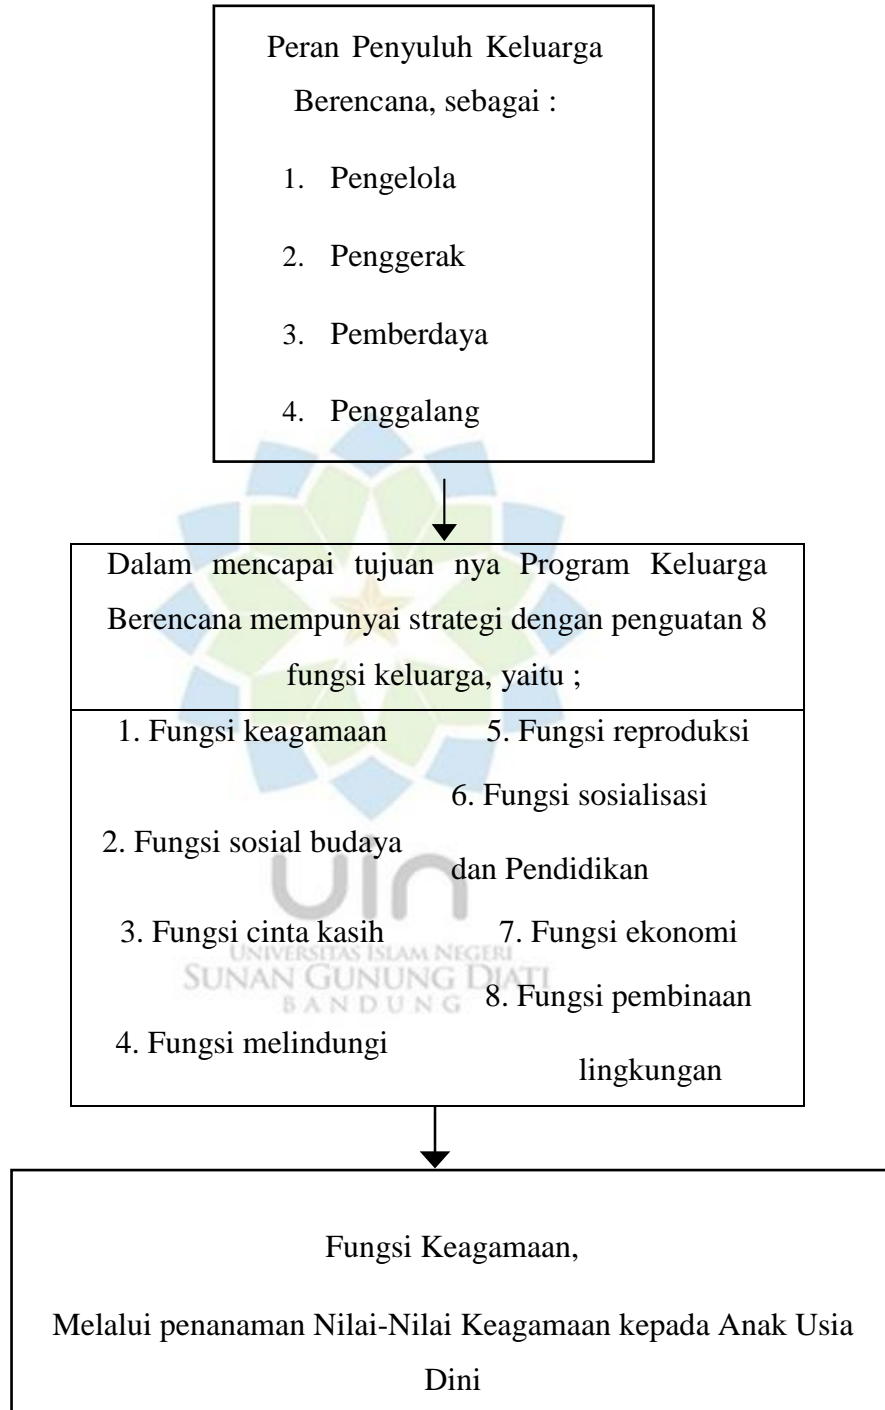 Peran Penyuluh Keluarga
Berencana, sebagai :
1. Pengelola
2. Penggerak
3. Pemberdaya
4. Penggalang
Dalam mencapai tujuan nya Program Keluarga
Berencana mempunyai strategi dengan penguatan 8
fungsi keluarga, yaitu ;
1. Fungsi keagamaan
2. Fungsi sosial budaya
3. Fungsi cinta kasih
4. Fungsi melindungi
5. Fungsi reproduksi
6. Fungsi sosialisasi
dan Pendidikan
7. Fungsi ekonomi
8. Fungsi pembinaan
lingkungan
uin
UNIVERSITAS ISLAM NEGERI
SUNAN GUNUNG DJATI
BANDUNG
Fungsi Keagamaan,
Melalui penanaman Nilai-Nilai Keagamaan kepada Anak Usia
Dini